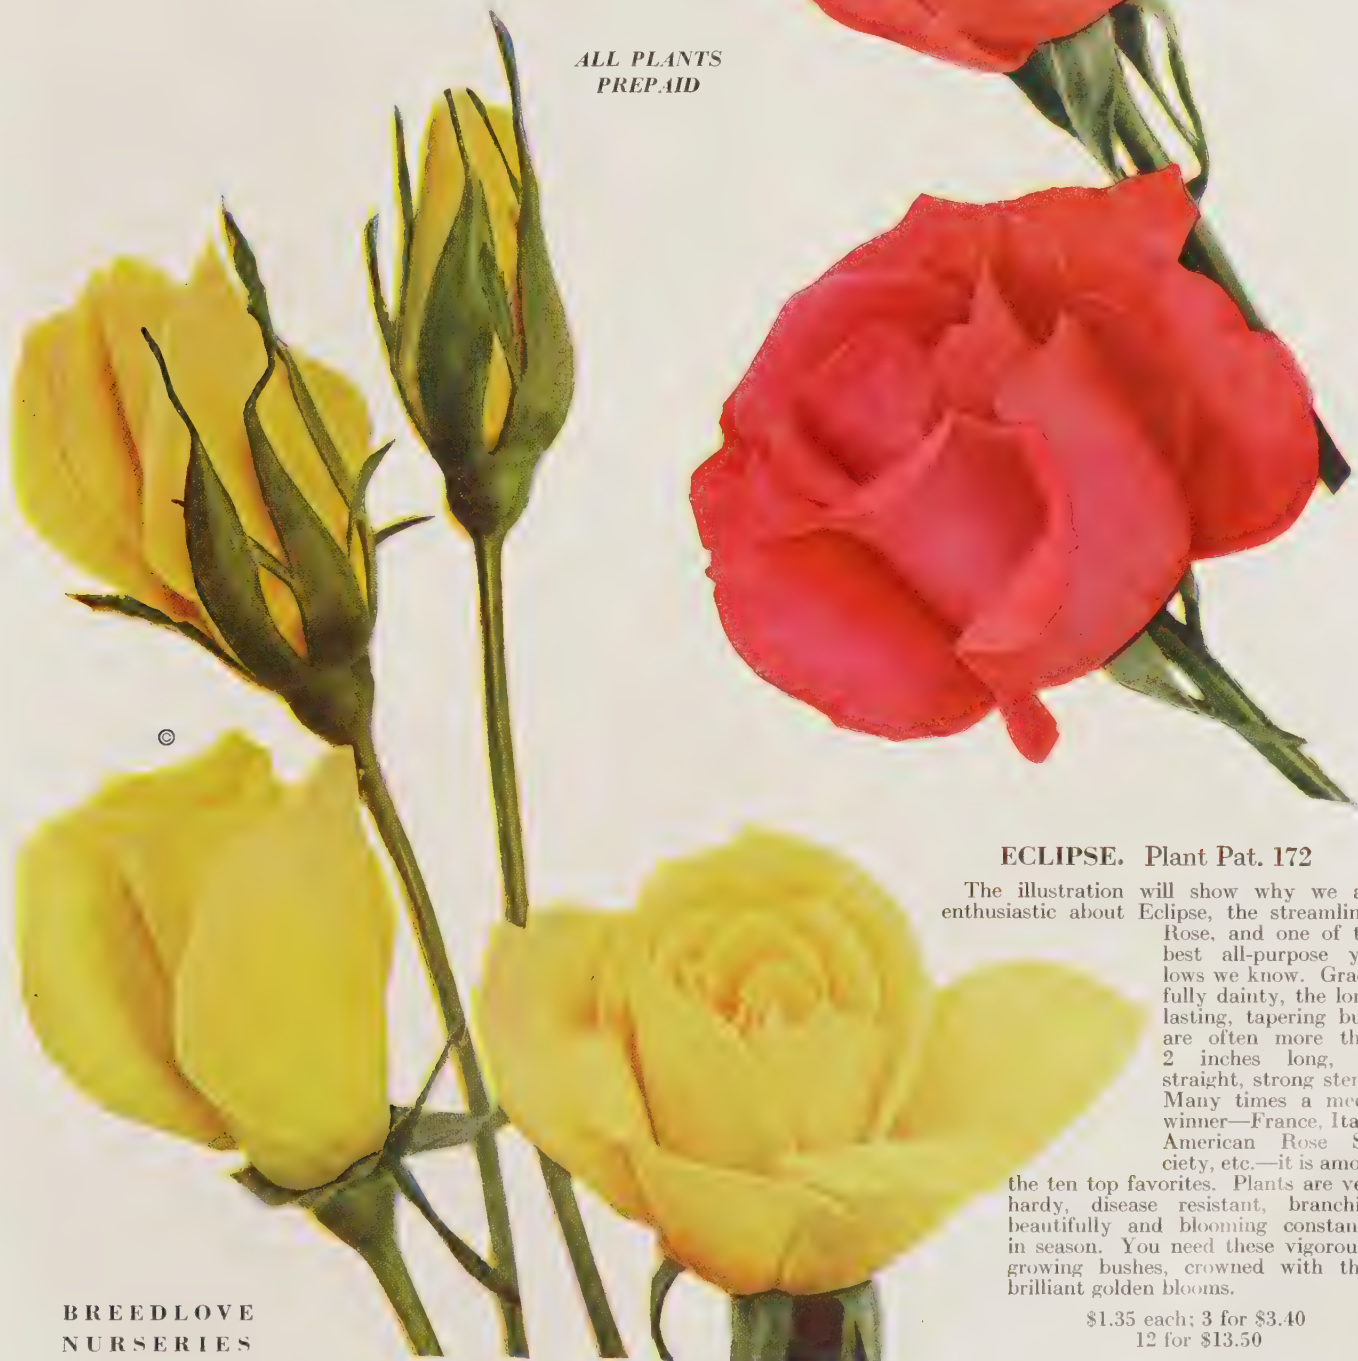 ALL PLANTS
PREPAID
©
ECLIPSE. Plant Pat. 172
The illustration will show why we
enthusiastic about Eclipse, the
Rose, and one of
best all-purpose
lows we know.
fully dainty, the
lasting, tapering
are often more
2 inches long,
straight, strong
Many times a
winner—France,
American Rose
ciety, etc.—it is
the ten top favorites. Plants are
hardy, disease resistant,
beautifully and blooming
in season. You need these
growing bushes, crowned with
brilliant golden blooms.
$1.35 each; 3 for $3.40
12 for $13.50
BREEDLOVE
NURSERIES